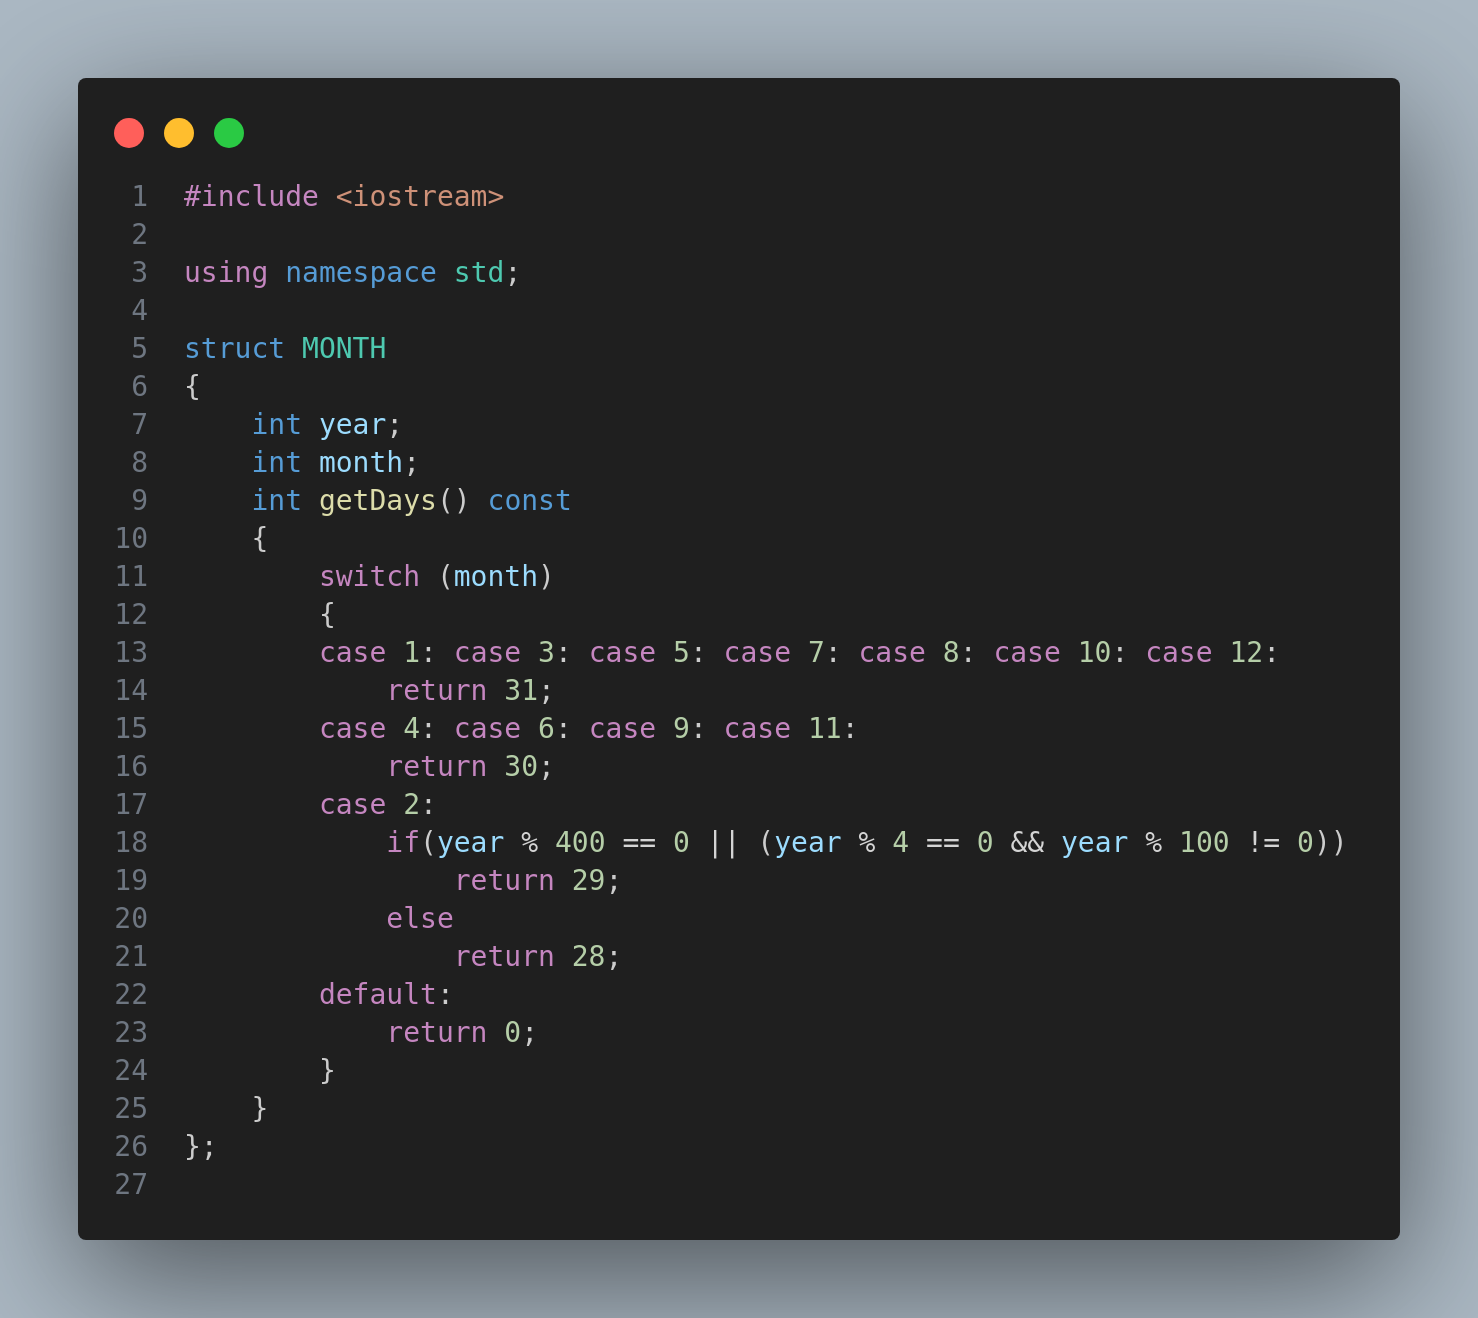 1 #include <iostream>
2
3 using namespace std;
4
5 struct MONTH
6 {
7     int year;
8     int month;
9     int getDays() const
10     {
11         switch (month)
12         {
13         case 1: case 3: case 5: case 7: case 8: case 10: case 12:
14             return 31;
15         case 4: case 6: case 9: case 11:
16             return 30;
17         case 2:
18             if(year % 400 == 0 || (year % 4 == 0 && year % 100 != 0))
19                 return 29;
20             else
21                 return 28;
22         default:
23             return 0;
24         }
25     }
26 };
27